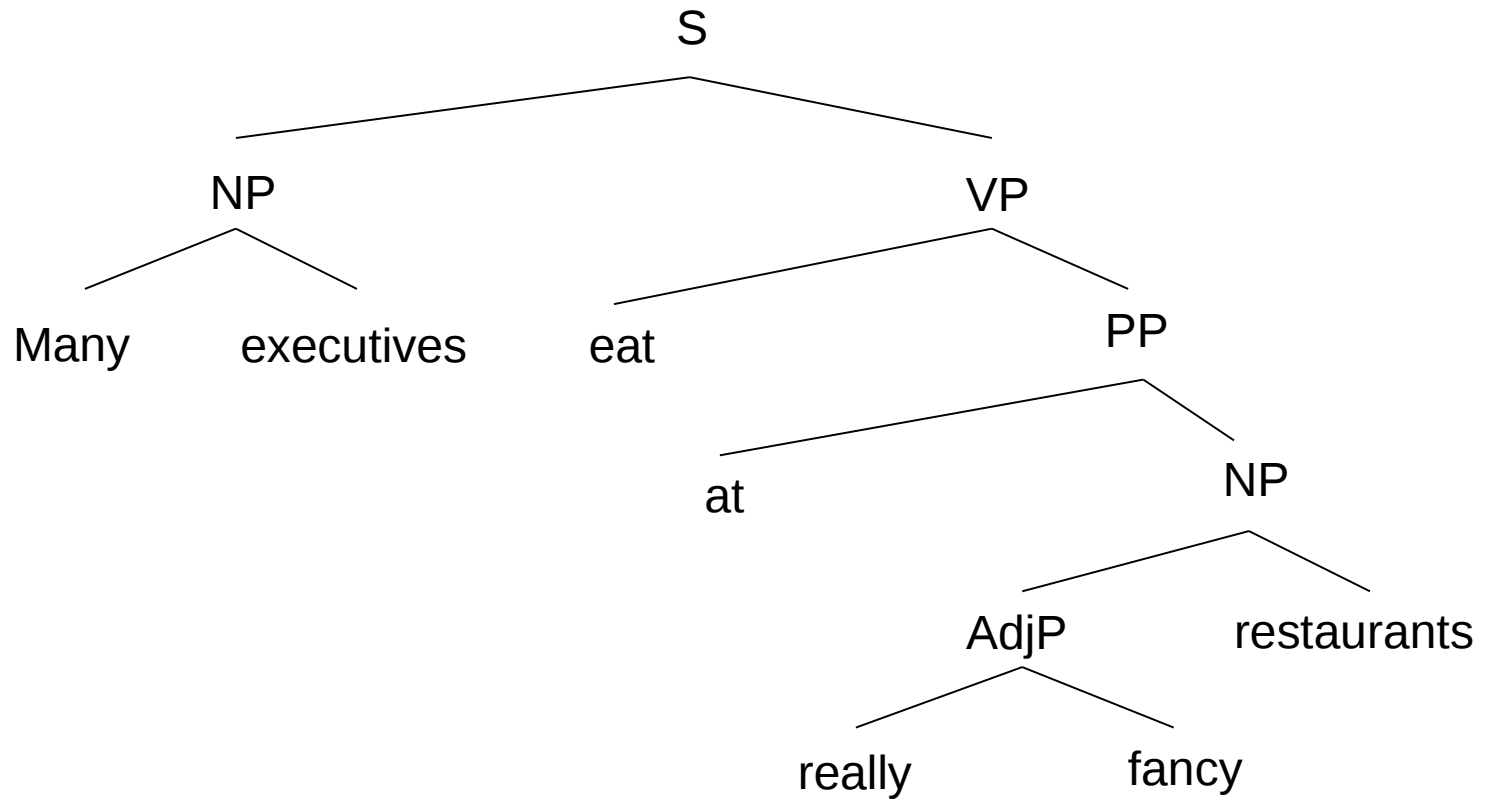 S
NP VP
PP
Many executives eat
at NP
AdjP restaurants
really fancy